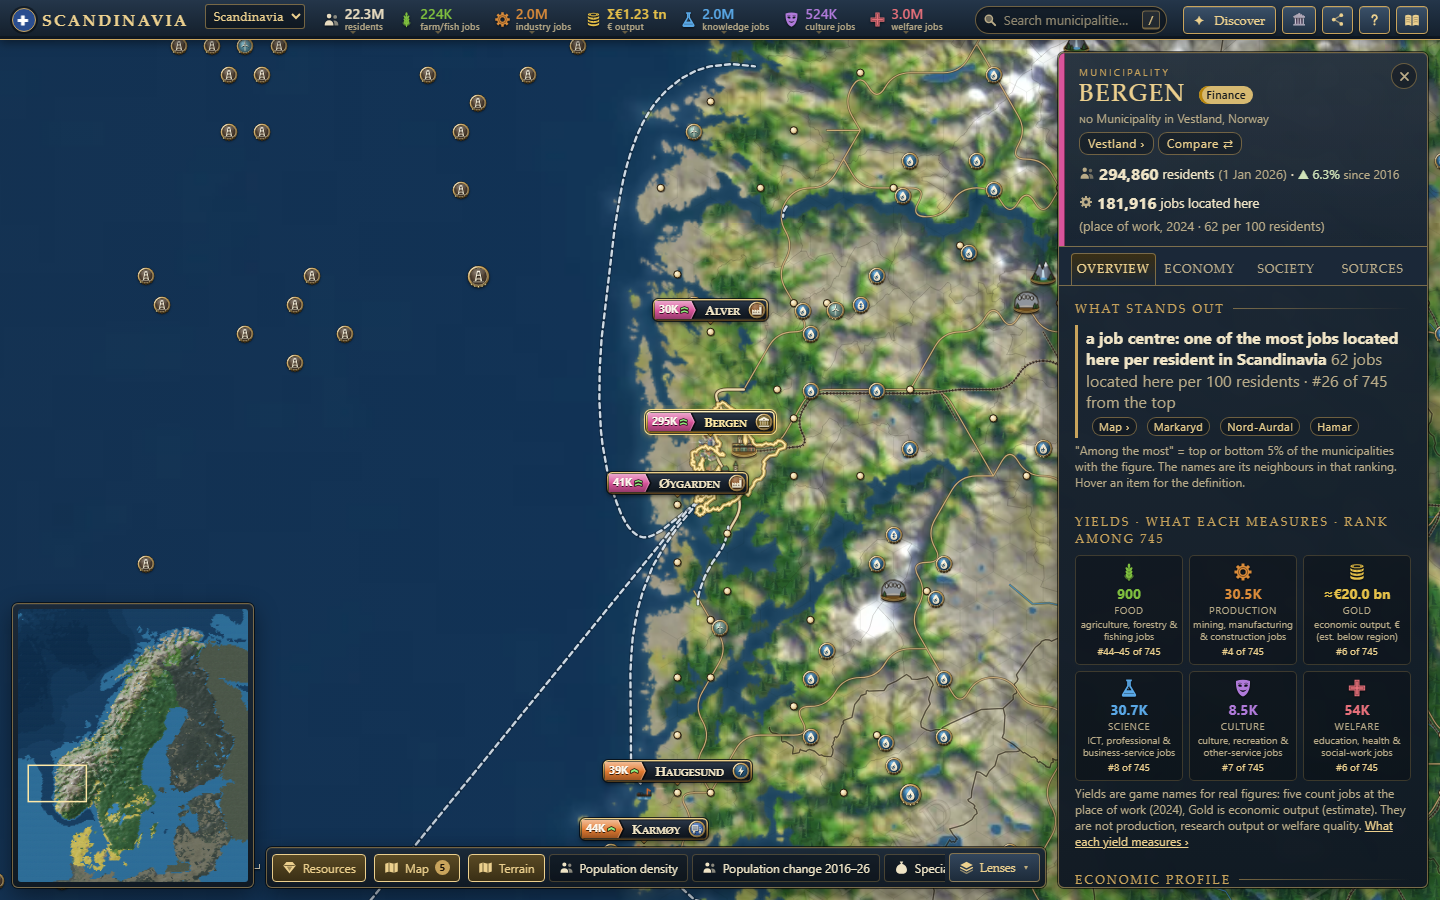 SCANDINAVIA
Scandinavia
22.3M
residents
224K
farm/fish jobs
2.0M
industry jobs
Σ€1.23 tn
€ output
2.0M
knowledge jobs
524K
culture jobs
3.0M
welfare jobs
Search municipalitie...
/
Discover
?
MUNICIPALITY
BERGEN
Finance
NO Municipality in Vestland, Norway
Vestland ›
Compare ⇄
294,860 residents (1 Jan 2026) · ▲ 6.3% since 2016
181,916 jobs located here
(place of work, 2024 · 62 per 100 residents)
OVERVIEW
ECONOMY
SOCIETY
SOURCES
WHAT STANDS OUT
a job centre: one of the most jobs located
here per resident in Scandinavia 62 jobs
located here per 100 residents · #26 of 745
from the top
Map ›
Markaryd
Nord-Aurdal
Hamar
"Among the most" = top or bottom 5% of the municipalities
with the figure. The names are its neighbours in that ranking.
Hover an item for the definition.
YIELDS · WHAT EACH MEASURES · RANK
AMONG 745
900
FOOD
agriculture, forestry &
fishing jobs
#44–45 of 745
30.5K
PRODUCTION
mining, manufacturing
& construction jobs
#4 of 745
≈€20.0 bn
GOLD
economic output, €
(est. below region)
#6 of 745
30.7K
SCIENCE
ICT, professional &
business-service jobs
#8 of 745
8.5K
CULTURE
culture, recreation &
other-service jobs
#7 of 745
54K
WELFARE
education, health &
social-work jobs
#6 of 745
Yields are game names for real figures: five count jobs at the
place of work (2024), Gold is economic output (estimate). They
are not production, research output or welfare quality. What
each yield measures ›
ECONOMIC PROFILE
30K
ALVER
295K
BERGEN
41K
ØYGARDEN
39K
HAUGESUND
44K
KARMØY
Resources
Map 5
Terrain
Population density
Population change 2016–26
Speci
Lenses